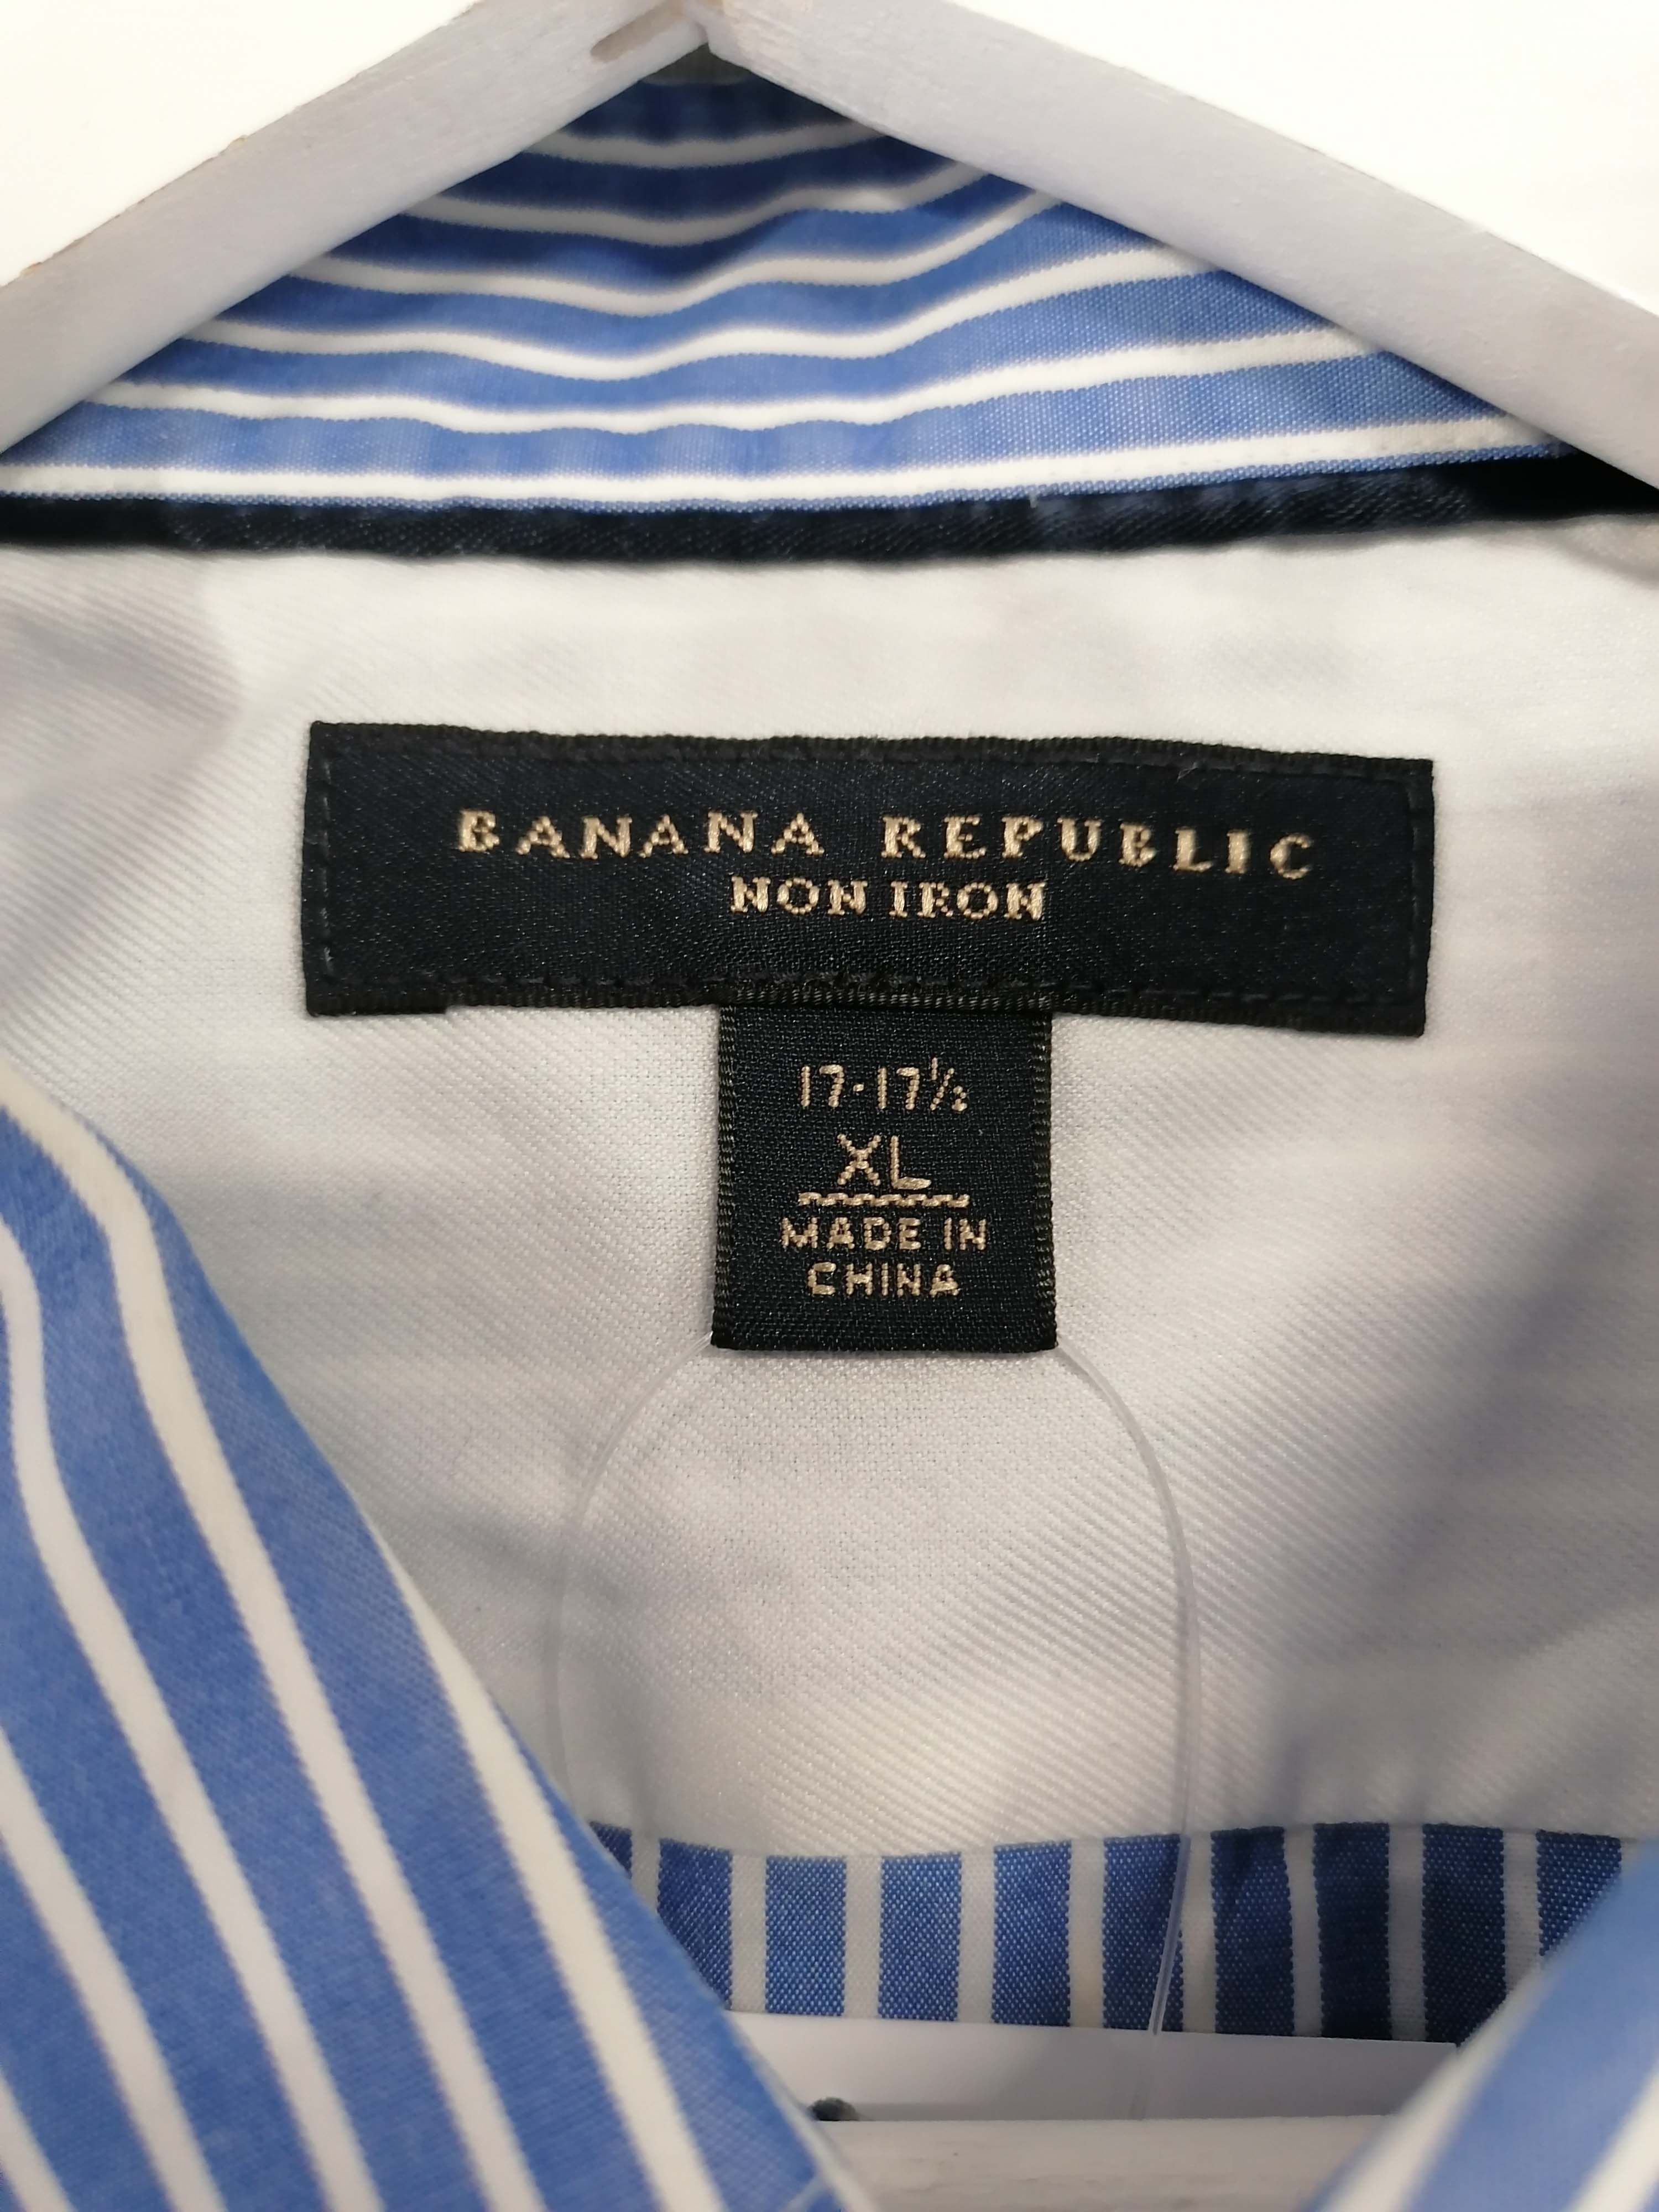 BANANA REPUBLIC
NON IRON
17-17½
XL
MADE IN
CHINA